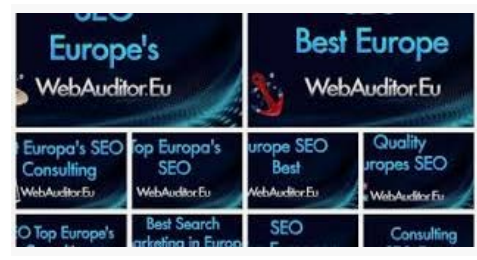 SEO
Europe's
WebAuditor.Eu
Best Europe
WebAuditor.Eu
Europa's SEO
Consulting
WebAuditor.Eu
Top Europa's
SEO
WebAuditor.Eu
urope SEO
Best
WebAuditor.Eu
Quality
uropes SEO
WebAuditor.Eu
O Top Europe's
Best Search
arketing in Europ
SEO
Consulting